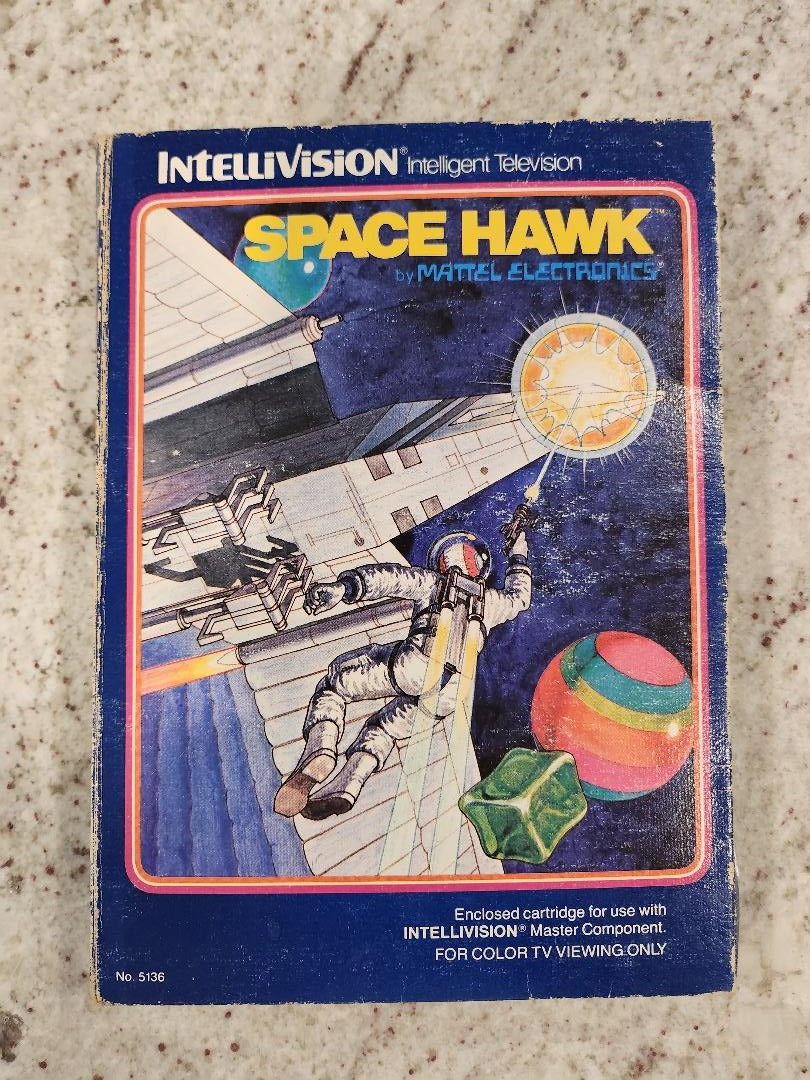 INTELLIVISION® Intelligent Television
SPACE HAWK™
by MATTEL ELECTRONICS
Enclosed cartridge for use with
INTELLIVISION® Master Component.
FOR COLOR TV VIEWING ONLY
No. 5136